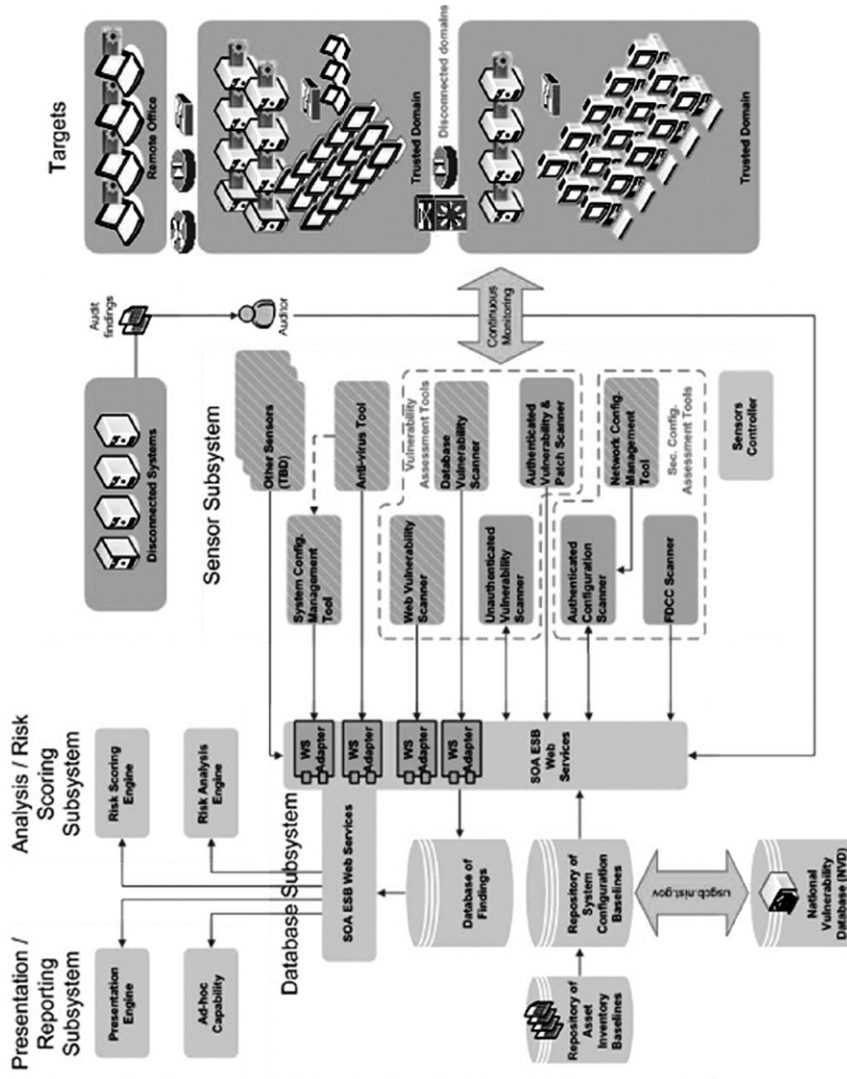 Presentation /
Reporting
Subsystem
Presentation
Engine
Ad-hoc
Capability
Analysis / Risk
Scoring
Subsystem
Risk Scoring
Engine
Risk Analysis
Engine
Database Subsystem
SOA ESB Web Services
Database of
Findings
Repository of
System
Configuration
Baselines
Repository of
Asset
Inventory
Baselines
usgcb.nist.gov
National
Vulnerability
Database (NVD)
WS
Adapter
WS
Adapter
WS
Adapter
WS
Adapter
SOA ESB
Web
Services
Disconnected Systems
Audit
findings
Auditor
Sensor Subsystem
Other Sensors
(TBD)
System Config.
Management
Tool
Anti-virus Tool
Vulnerability
Assessment Tools
Web Vulnerability
Scanner
Database
Vulnerability
Scanner
Unauthenticated
Vulnerability
Scanner
Authenticated
Vulnerability &
Patch Scanner
Authenticated
Configuration
Scanner
Network Config.
Management
Tool
Sec. Config.
Assessment Tools
FDCC Scanner
Sensors
Controller
Continuous
Monitoring
Targets
Remote Office
Trusted Domain
Disconnected domains
Trusted Domain